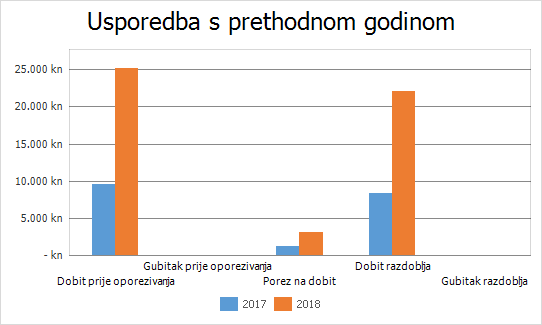 Usporedba s prethodnom godinom
25.000 kn
20.000 kn
15.000 kn
10.000 kn
5.000 kn
- kn
Gubitak prije oporezivanja
Dobit razdoblja
Dobit prije oporezivanja
Porez na dobit
Gubitak razdoblja
2017
2018